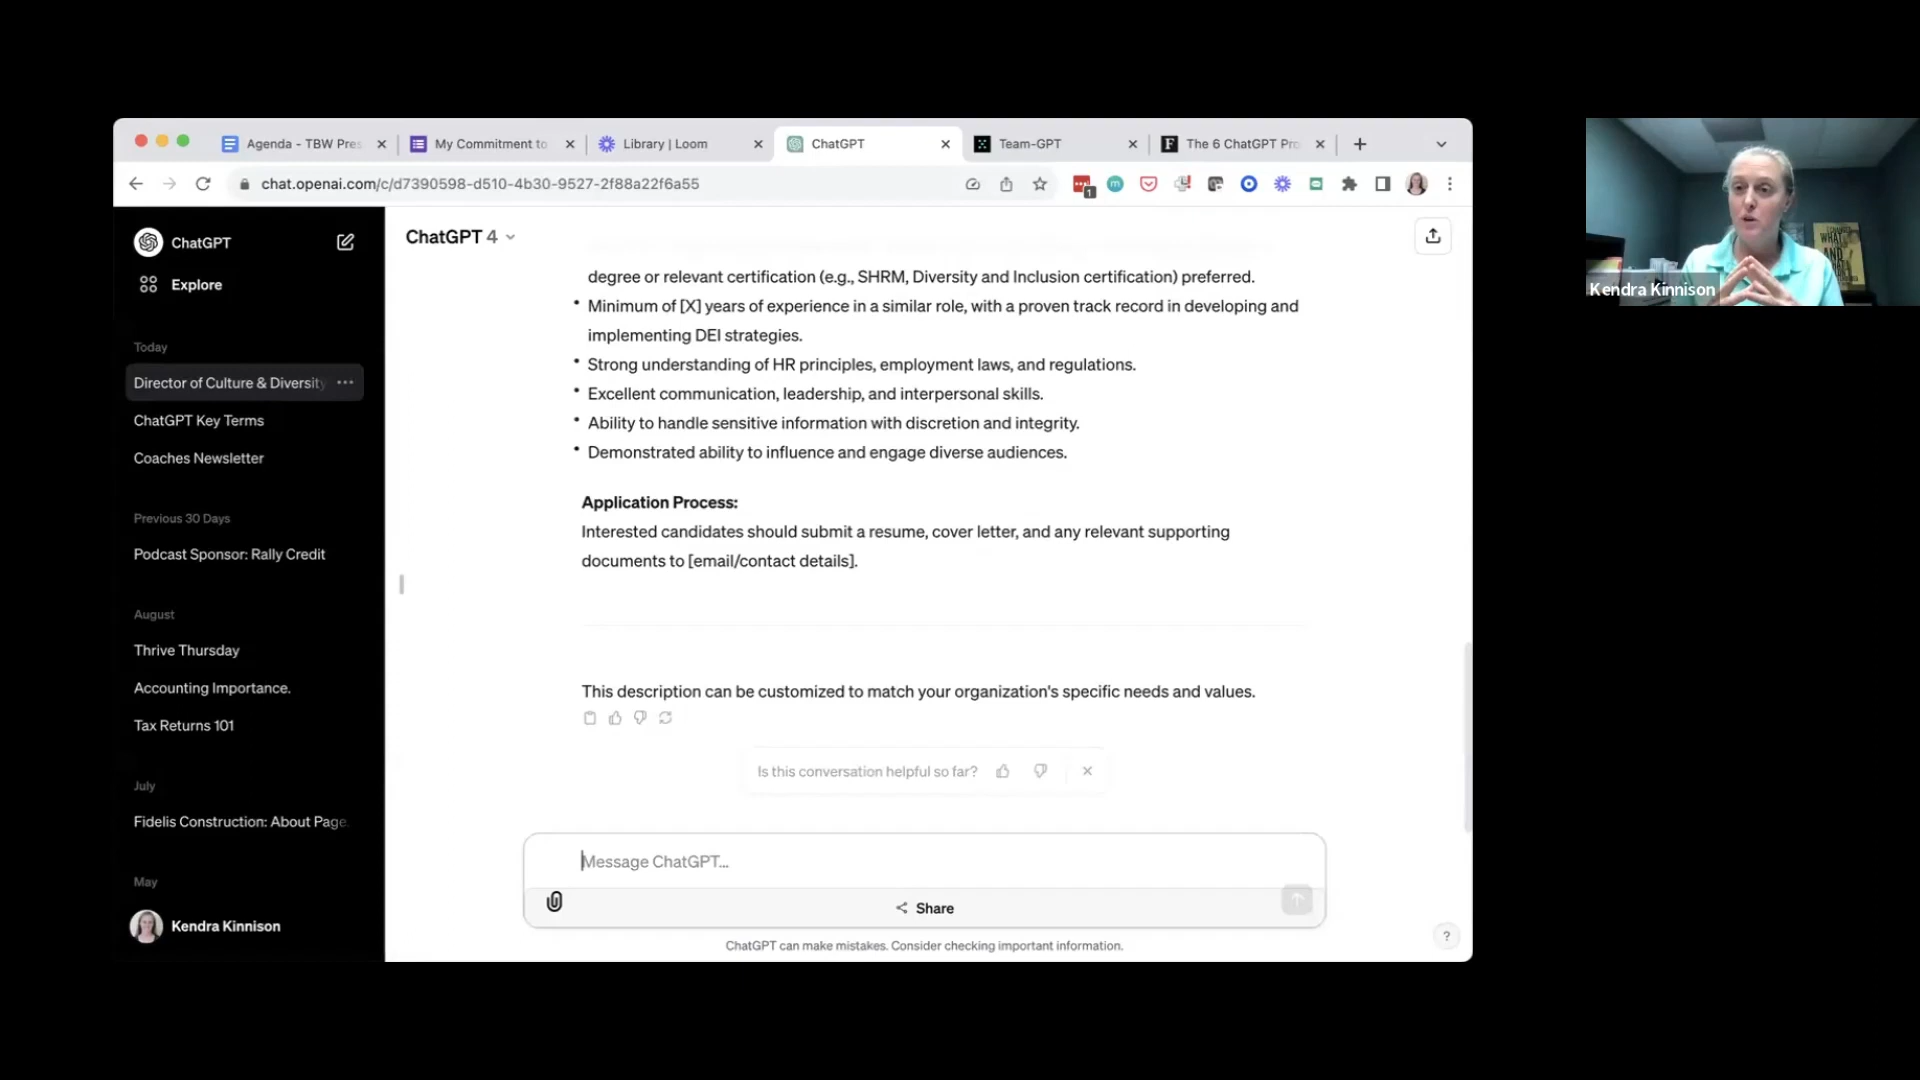 Agenda - TBW Pres
My Commitment to
Library | Loom
ChatGPT
Team-GPT
The 6 ChatGPT Pro
chat.openai.com/c/d7390598-d510-4b30-9527-2f88a22f6a55
1
ChatGPT
Explore
Today
Director of Culture & Diversity
ChatGPT Key Terms
Coaches Newsletter
Previous 30 Days
Podcast Sponsor: Rally Credit
August
Thrive Thursday
Accounting Importance.
Tax Returns 101
July
Fidelis Construction: About Page.
May
Kendra Kinnison
ChatGPT 4
degree or relevant certification (e.g., SHRM, Diversity and Inclusion certification) preferred.
• Minimum of [X] years of experience in a similar role, with a proven track record in developing and
implementing DEI strategies.
• Strong understanding of HR principles, employment laws, and regulations.
• Excellent communication, leadership, and interpersonal skills.
• Ability to handle sensitive information with discretion and integrity.
• Demonstrated ability to influence and engage diverse audiences.
Application Process:
Interested candidates should submit a resume, cover letter, and any relevant supporting
documents to [email/contact details].
This description can be customized to match your organization's specific needs and values.
Is this conversation helpful so far?
Message ChatGPT...
Share
ChatGPT can make mistakes. Consider checking important information.
?
WHAT
AND
Kendra Kinnison